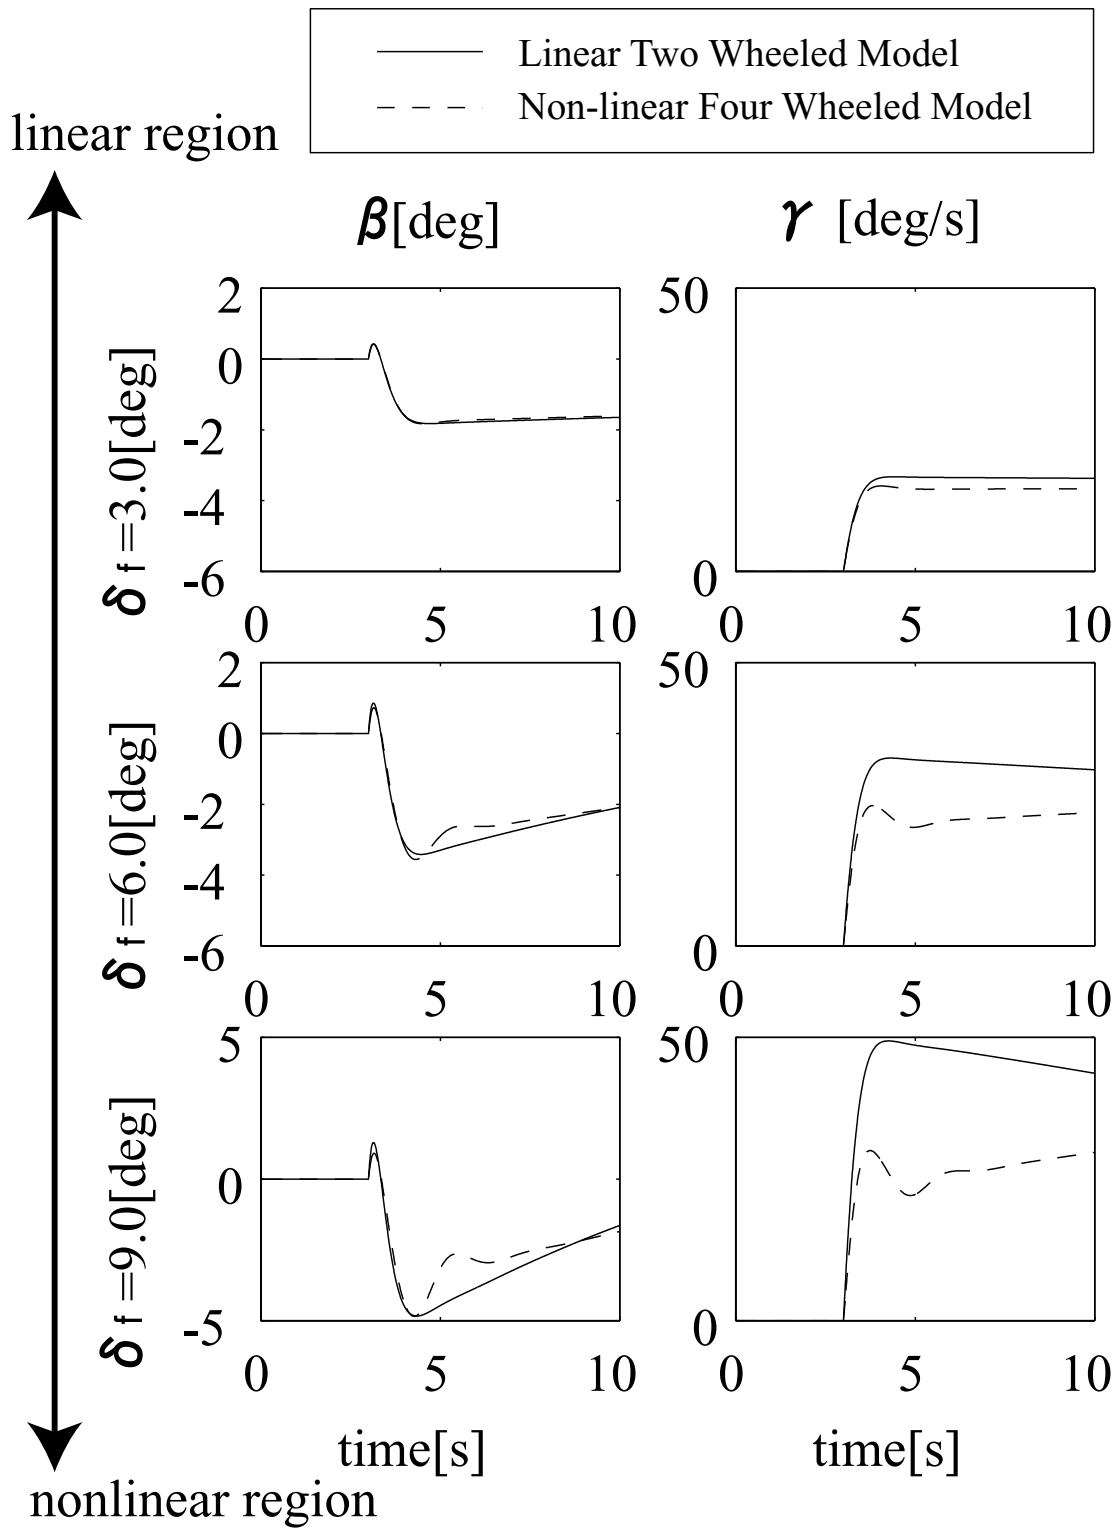 Linear Two Wheeled Model
Non-linear Four Wheeled Model
linear region
β[deg]
γ [deg/s]
δf=3.0[deg]
2
0
-2
-4
-6
0 5 10
50
0
0 5 10
δf=6.0[deg]
2
0
-2
-4
-6
0 5 10
50
0
0 5 10
δf=9.0[deg]
5
0
-5
0 5 10
50
0
0 5 10
time[s]
time[s]
nonlinear region